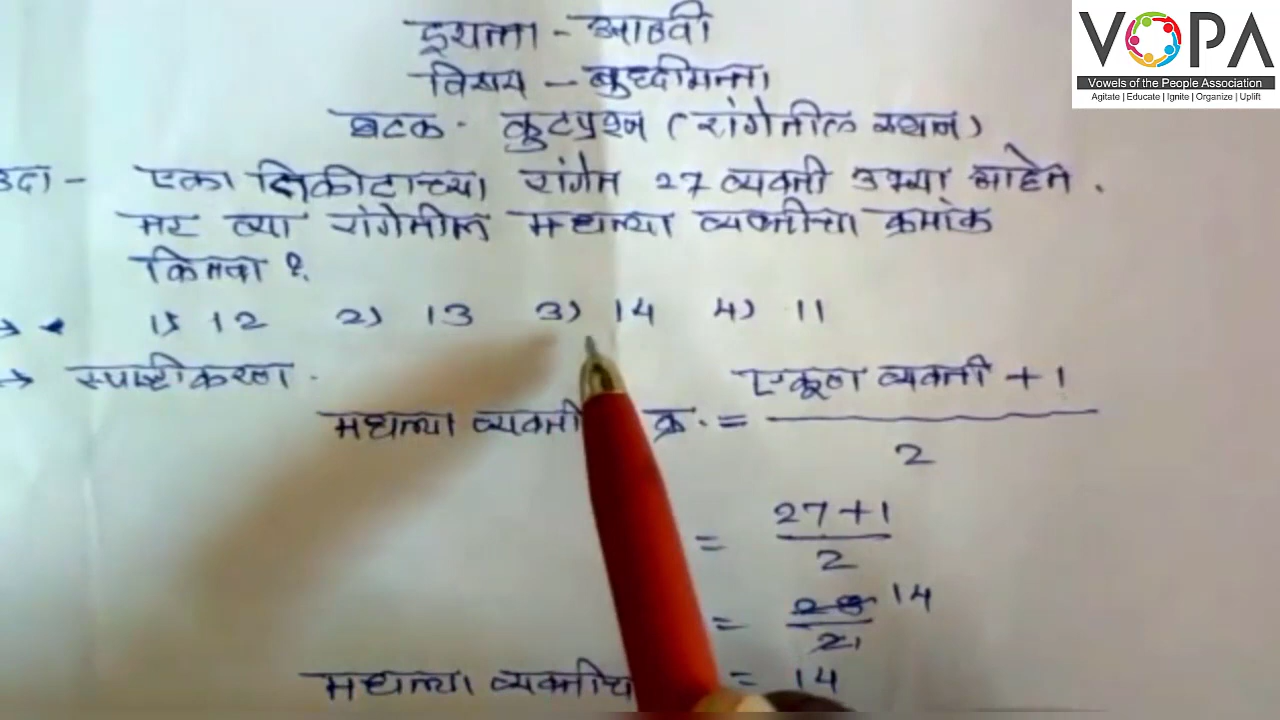 VOPA
Vowels of the People Association
Agitate | Educate | Ignite | Organize | Uplift
इयत्ता - आठवी
विषय - बुध्दीमत्ता
घटक - कुटप्रश्न (रांगेतील स्थान)
उदा - एका तिकीटाच्या रांगेत 27 व्यक्ती उभ्या आहेत.
तर त्या रांगेतील मधल्या व्यक्तीचा क्रमांक
कितवा ?
→ 1) 12 2) 13 3) 14 4) 11
→ स्पष्टीकरण -
मधल्या व्यक्ती क्र. = एकूण व्यक्ती + 1 / 2
= 27 + 1 / 2
= 28 14 / 2 1
मधल्या व्यक्तीच = 14